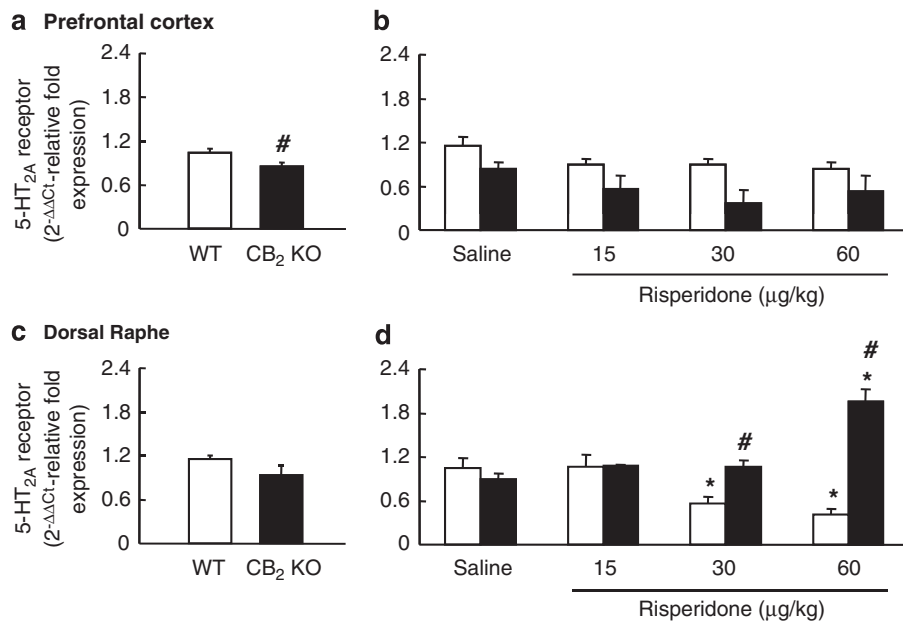 a Prefrontal cortex
b
5-HT2A receptor
(2-ΔΔCt-relative fold
expression)
2.4
1.8
1.2
0.6
0
#
WT CB2 KO
2.4
1.8
1.2
0.6
0
Saline 15 30 60
Risperidone (μg/kg)
c Dorsal Raphe
d
5-HT2A receptor
(2-ΔΔCt-relative fold
expression)
2.4
1.8
1.2
0.6
0
WT CB2 KO
2.4
1.8
1.2
0.6
0
* # * # *
Saline 15 30 60
Risperidone (μg/kg)